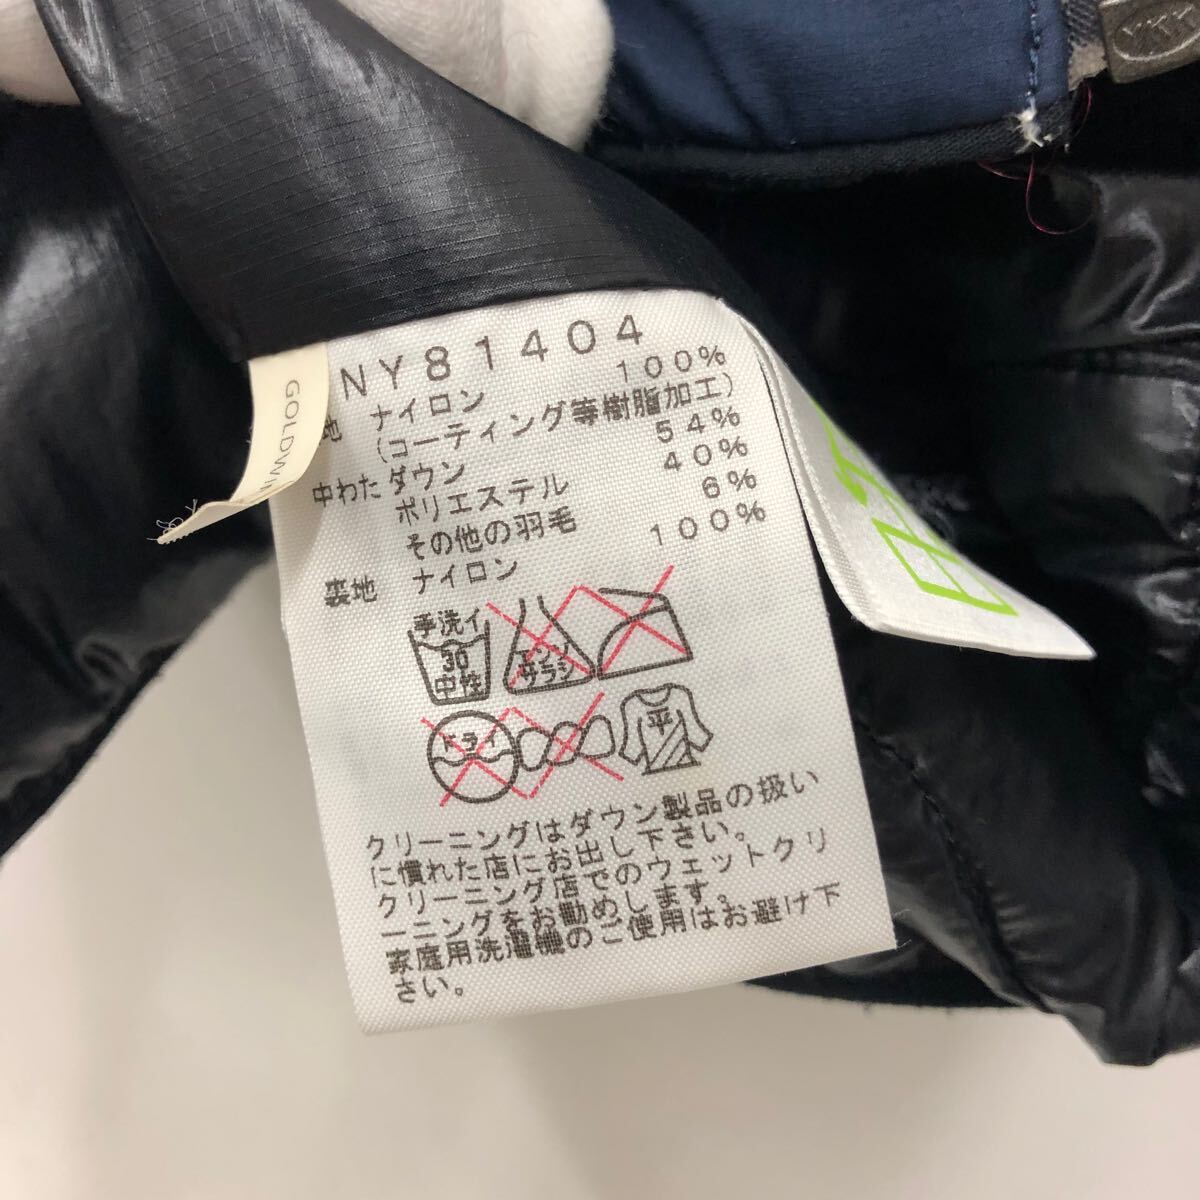 NY81404
地 ナイロン 100%
(コーティング等樹脂加工)
中わた ダウン 54%
ポリエステル 40%
その他の羽毛 6%
裏地 ナイロン 100%
手洗イ
30
中性
エンソ
サラシ
ドライ
平
クリーニングはダウン製品の扱い
に慣れた店にお出し下さい。
クリーニング店でのウェットクリ
ーニングをお勧めします。
家庭用洗濯機のご使用はお避け下
さい。
GOLDWIN
YKK